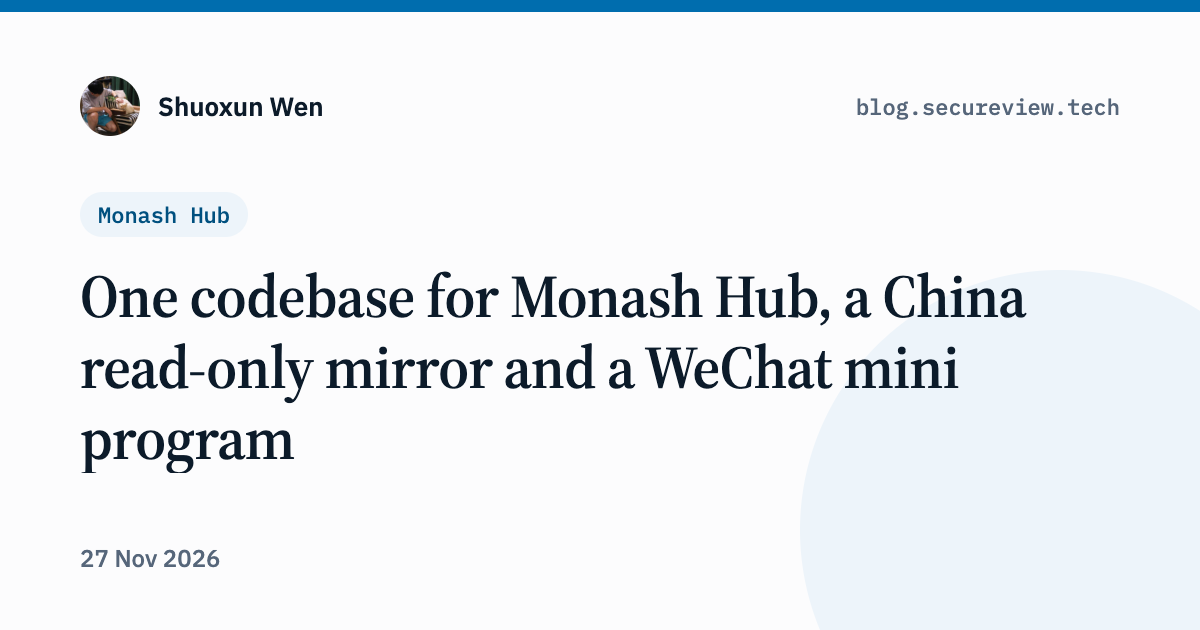 Shuoxun Wen
blog.secureview.tech
Monash Hub
One codebase for Monash Hub, a China
read-only mirror and a WeChat mini
program
27 Nov 2026